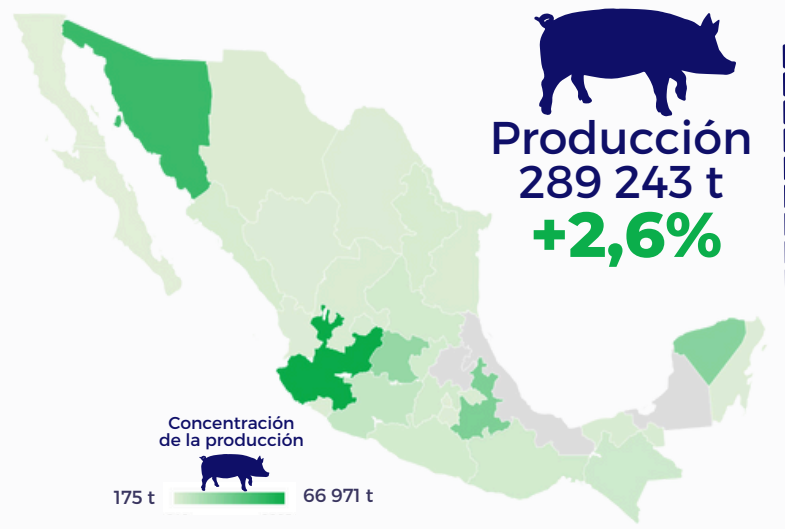 Producción
289 243 t
+2,6%
Concentración
de la producción
175 t
66 971 t